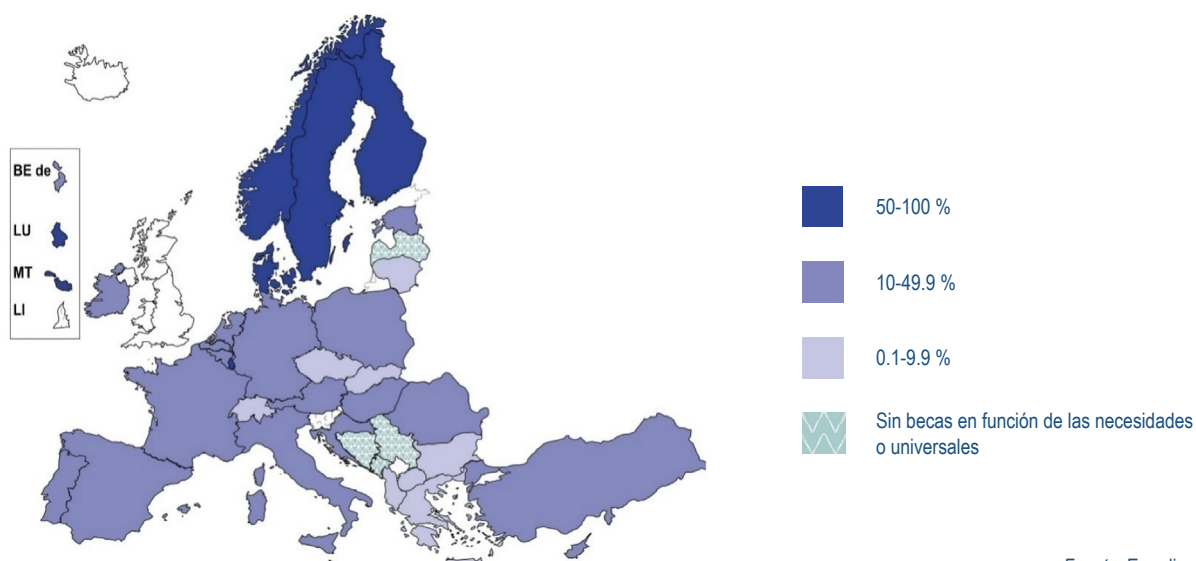 BE de
LU
MT
LI
50-100 %
10-49.9 %
0.1-9.9 %
Sin becas en función de las necesidades
o universales